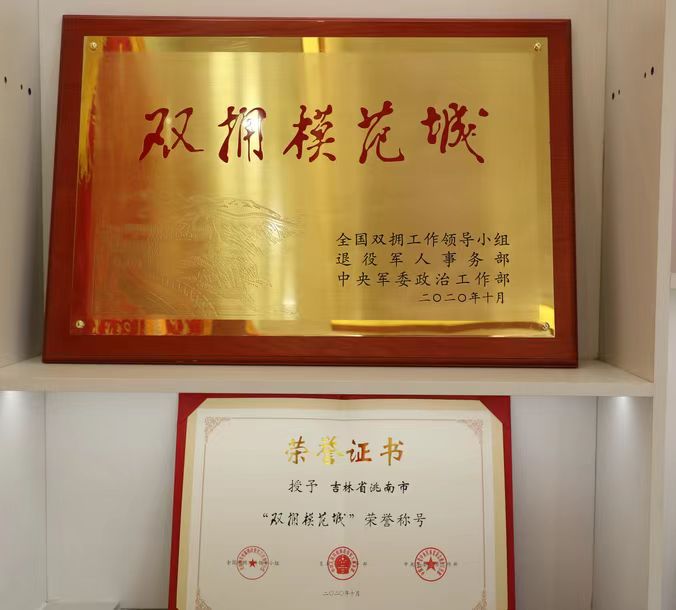 双拥模范城
全国双拥工作领导小组
退役军人事务部
中央军委政治工作部
二〇二〇年十月
荣誉证书
授予 吉林省洮南市
“双拥模范城”荣誉称号
二〇二〇年十月